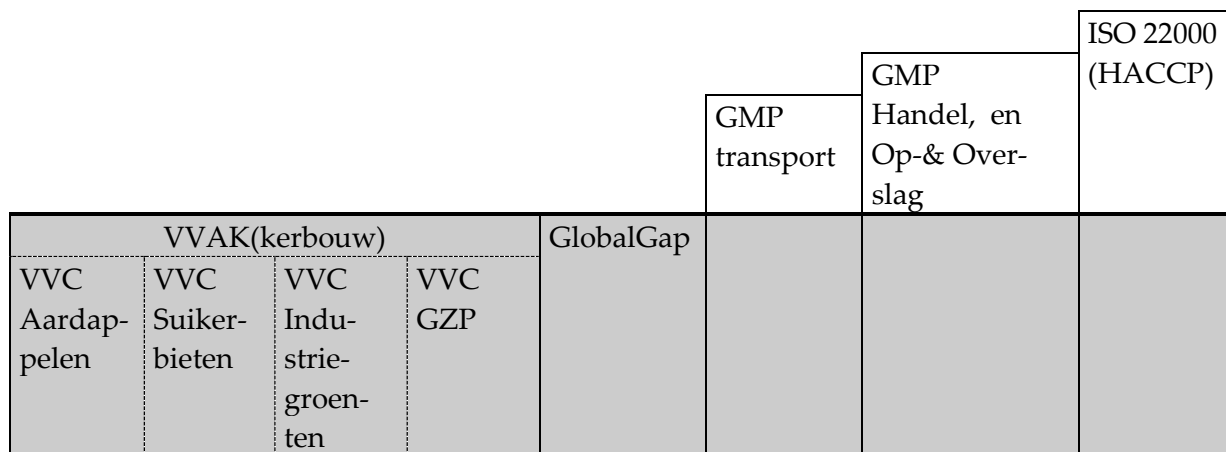 ISO 22000
(HACCP)
GMP
Handel, en
Op-& Over-
slag
GMP
transport
VVAK(kerbouw)
GlobalGap
VVC
Aardap-
pelen
VVC
Suiker-
bieten
VVC
Indu-
strie-
groen-
ten
VVC
GZP